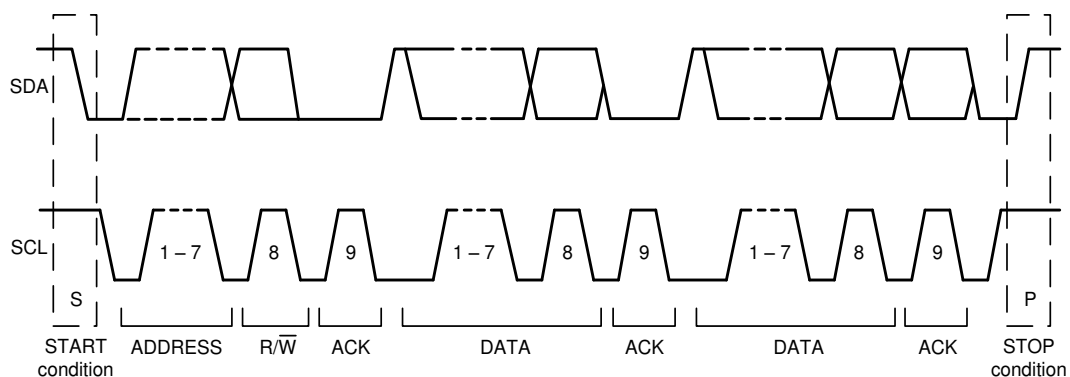 SDA
SCL
1 – 7 8 9 1 – 7 8 9 1 – 7 8 9
S P
START condition
ADDRESS R/W̅ ACK DATA ACK DATA ACK
STOP condition